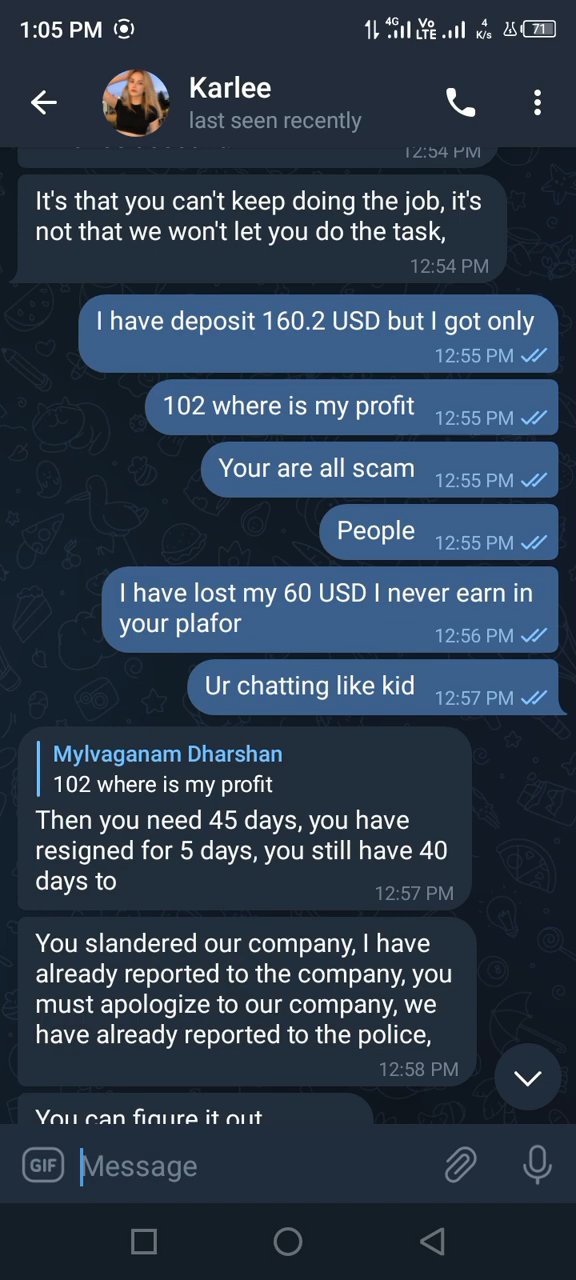 1:05 PM
4G
Vo
LTE
4
K/s
71
Karlee
last seen recently
12:54 PM
It's that you can't keep doing the job, it's
not that we won't let you do the task,
12:54 PM
I have deposit 160.2 USD but I got only
12:55 PM
102 where is my profit
12:55 PM
Your are all scam
12:55 PM
People
12:55 PM
I have lost my 60 USD I never earn in
your plafor
12:56 PM
Ur chatting like kid
12:57 PM
Mylvaganam Dharshan
102 where is my profit
Then you need 45 days, you have
resigned for 5 days, you still have 40
days to
12:57 PM
You slandered our company, I have
already reported to the company, you
must apologize to our company, we
have already reported to the police,
12:58 PM
You can figure it out
GIF
Message